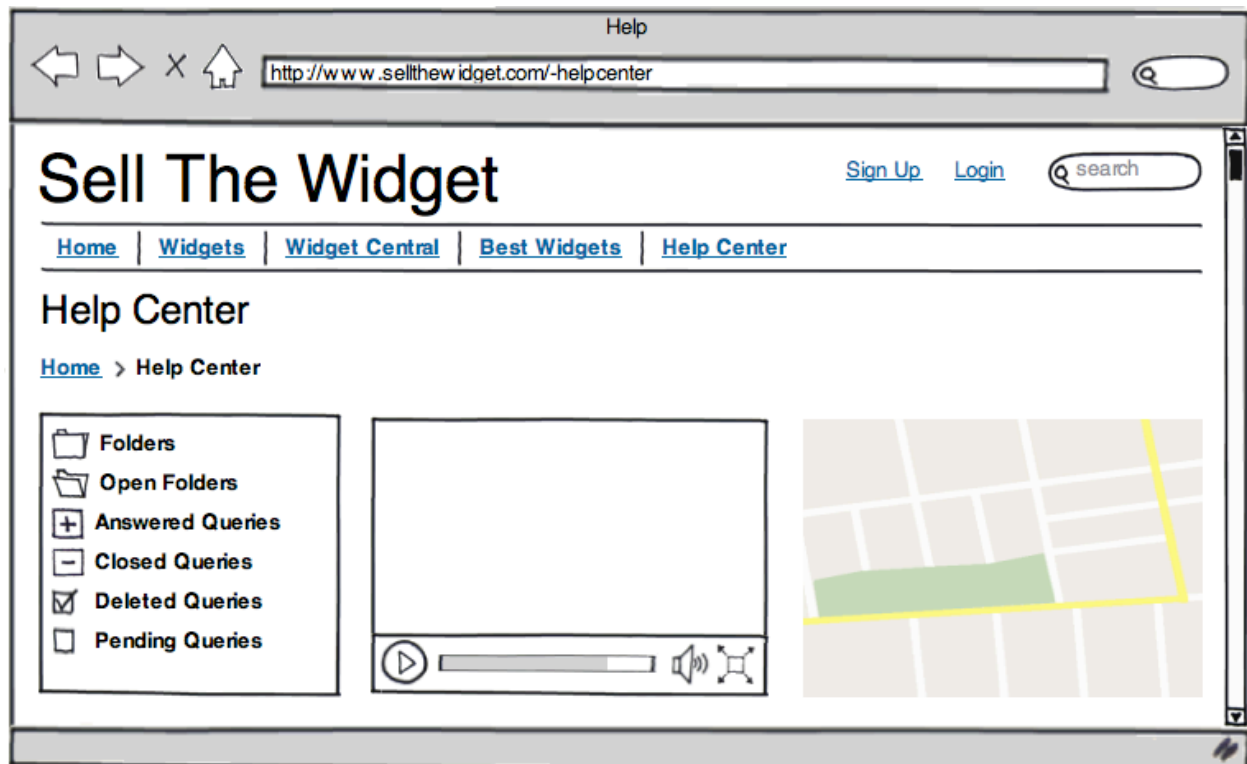 Help
http://www.sellthewidget.com/-helpcenter
Sell The Widget
Sign Up Login search
Home Widgets Widget Central Best Widgets Help Center
Help Center
Home > Help Center
Folders
Open Folders
Answered Queries
Closed Queries
Deleted Queries
Pending Queries